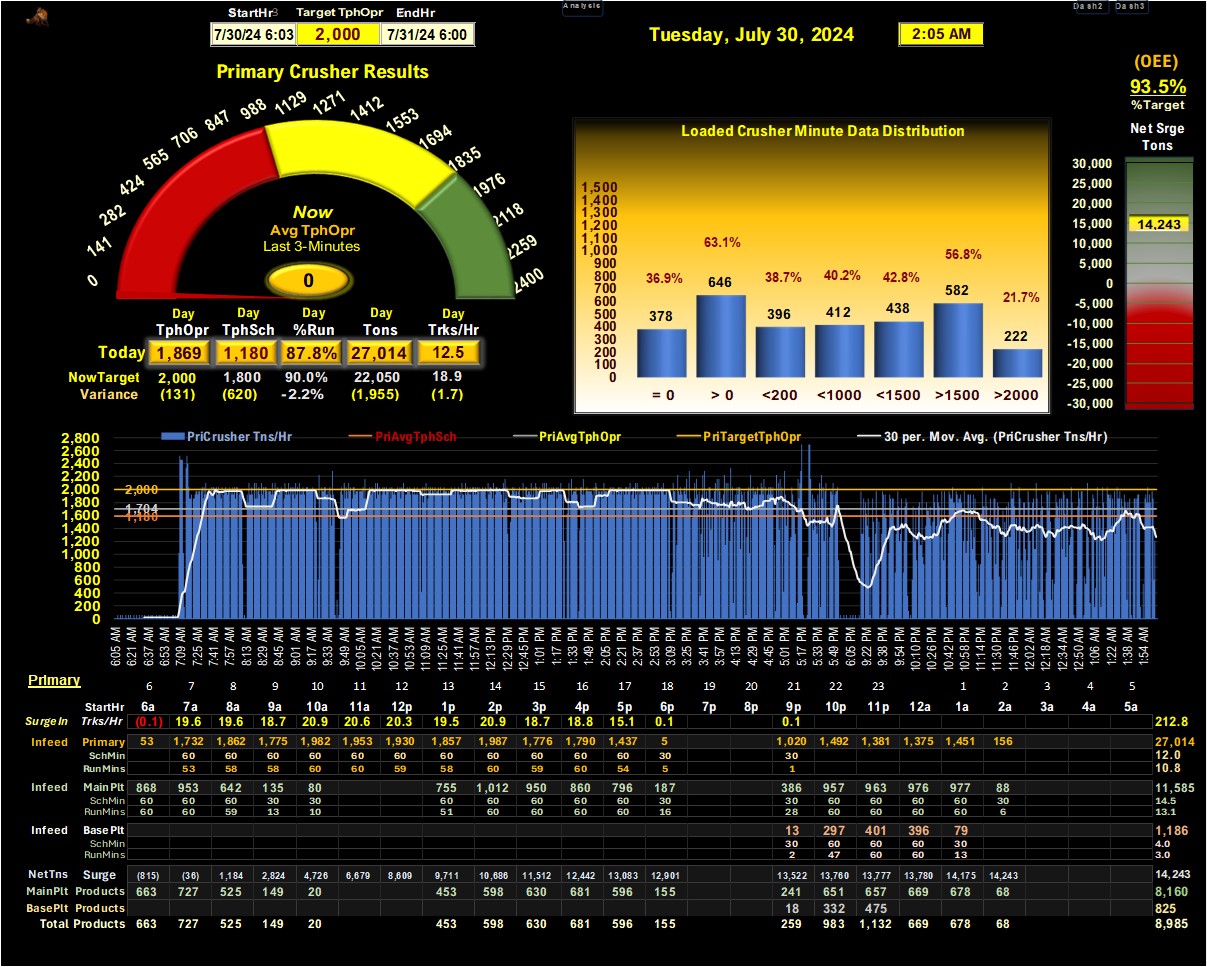 StartHr3 Target TphOpr EndHr
7/30/24 6:03 2,000 7/31/24 6:00
Analysis
Dash2 Dash3
Tuesday, July 30, 2024 2:05 AM
(OEE)
93.5%
%Target
Net Srge
Tons
30,000
25,000
20,000
15,000
14,243
10,000
5,000
0
-5,000
-10,000
-15,000
-20,000
-25,000
-30,000
Primary Crusher Results
0 141 282 424 565 706 847 988 1129 1271 1412 1553 1694 1835 1976 2118 2259 2400
Now
Avg TphOpr
Last 3-Minutes
0
Day Day Day Day Day
TphOpr TphSch %Run Tons Trks/Hr
Today 1,869 1,180 87.8% 27,014 12.5
NowTarget 2,000 1,800 90.0% 22,050 18.9
Variance (131) (620) -2.2% (1,955) (1.7)
Loaded Crusher Minute Data Distribution
1,500
1,400
1,300
1,200
1,100
1,000
900
800
700
600
500
400
300
200
100
0
36.9% 63.1% 38.7% 40.2% 42.8% 56.8% 21.7%
378 646 396 412 438 582 222
= 0 > 0 <200 <1000 <1500 >1500 >2000
PriCrusher Tns/Hr PriAvgTphSch PriAvgTphOpr PriTargetTphOpr 30 per. Mov. Avg. (PriCrusher Tns/Hr)
2,800
2,600
2,400
2,200
2,000
1,800
1,600
1,400
1,200
1,000
800
600
400
200
0
2,000
1,704
1,180
6:05 AM 6:21 AM 6:37 AM 6:53 AM 7:09 AM 7:25 AM 7:41 AM 7:57 AM 8:13 AM 8:29 AM 8:45 AM 9:01 AM 9:17 AM 9:33 AM 9:49 AM 10:05 AM 10:21 AM 10:37 AM 10:53 AM 11:09 AM 11:25 AM 11:41 AM 11:57 AM 12:13 PM 12:29 PM 12:45 PM 1:01 PM 1:17 PM 1:33 PM 1:49 PM 2:05 PM 2:21 PM 2:37 PM 2:53 PM 3:09 PM 3:25 PM 3:41 PM 3:57 PM 4:13 PM 4:29 PM 4:45 PM 5:01 PM 5:17 PM 5:33 PM 5:49 PM 6:05 PM 9:22 PM 9:38 PM 9:54 PM 10:10 PM 10:26 PM 10:42 PM 10:58 PM 11:14 PM 11:30 PM 11:46 PM 12:02 AM 12:18 AM 12:34 AM 12:50 AM 1:06 AM 1:22 AM 1:38 AM 1:54 AM
Primary
6 7 8 9 10 11 12 13 14 15 16 17 18 19 20 21 22 23 1 2 3 4 5
StartHr 6a 7a 8a 9a 10a 11a 12a 1p 2p 3p 4p 5p 6p 7p 8p 9p 10p 11p 12a 1a 2a 3a 4a 5a
SurgeIn Trks/Hr (0.1) 19.6 19.6 18.7 20.9 20.6 20.3 19.5 20.9 18.7 18.8 15.1 0.1 0.1 212.8
Infeed Primary 53 1,732 1,862 1,775 1,982 1,953 1,930 1,857 1,987 1,776 1,790 1,437 5 1,020 1,492 1,381 1,375 1,451 156 27,014
SchMin 60 60 60 60 60 60 60 60 60 60 60 30 30 12.0
RunMins 53 58 58 60 60 59 58 60 59 60 54 5 1 10.8
Infeed MainPlt 868 953 642 135 80 755 1,012 950 860 796 187 386 957 963 976 977 88 11,585
SchMin 60 60 60 30 30 60 60 60 60 60 30 30 60 60 60 60 30 14.5
RunMins 60 60 59 13 10 51 60 60 60 60 16 28 60 60 60 60 6 13.1
Infeed BasePlt 13 297 401 396 79 1,186
SchMin 30 60 60 60 30 4.0
RunMins 2 47 60 60 13 3.0
NetTns Surge (815) (36) 1,184 2,824 4,726 6,679 8,609 9,711 10,686 11,512 12,442 13,083 12,901 13,522 13,760 13,777 13,780 14,175 14,243 14,243
MainPlt Products 663 727 525 149 20 453 598 630 681 596 155 241 651 657 669 678 68 8,160
BasePlt Products 18 332 475 825
Total Products 663 727 525 149 20 453 598 630 681 596 155 259 983 1,132 669 678 68 8,985